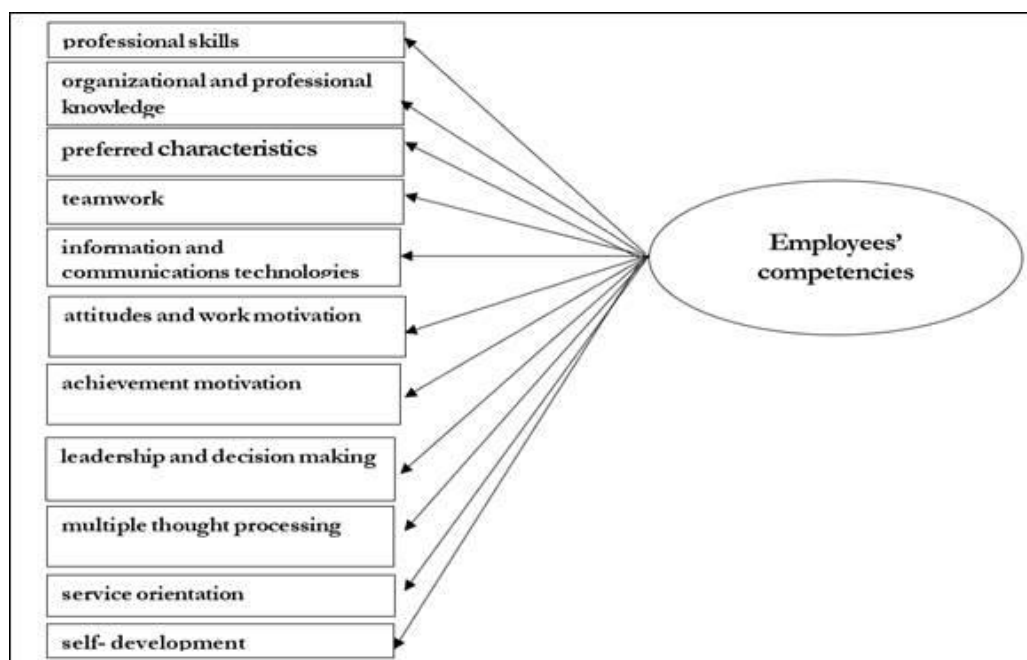 professional skills
organizational and professional
knowledge
preferred characteristics
teamwork
information and
communications technologies
attitudes and work motivation
achievement motivation
leadership and decision making
multiple thought processing
service orientation
self- development
Employees’
competencies